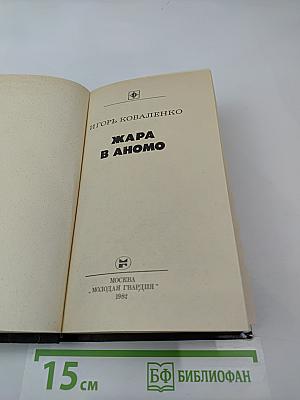 ИГОРЬ КОВАЛЕНКО
ЖАРА
В АНОМО
МОСКВА
„МОЛОДАЯ ГВАРДИЯ"
1982
15 см
БФ БИБЛИОФАН